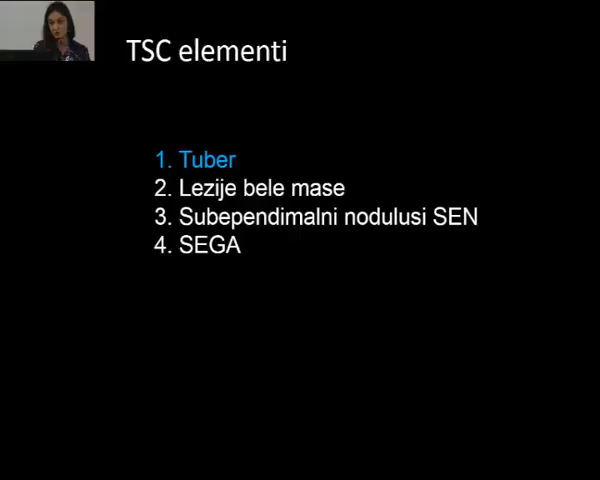 TSC elementi
1. Tuber
2. Lezije bele mase
3. Subependimalni nodulusi SEN
4. SEGA